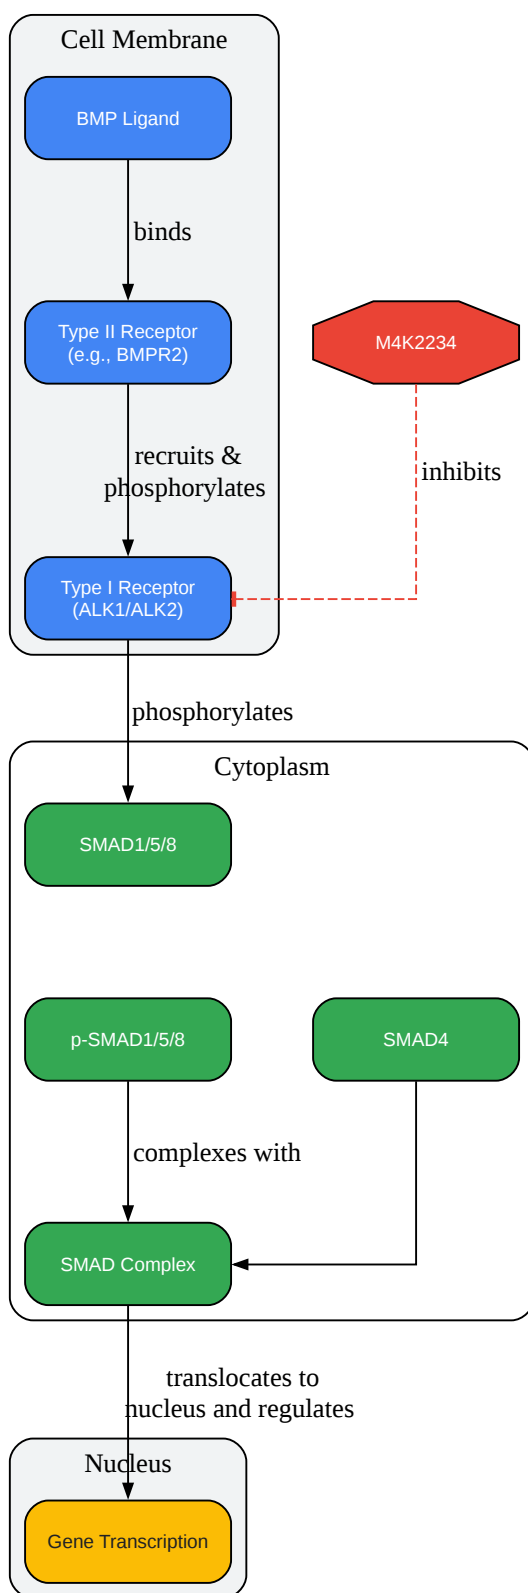 Cell Membrane
BMP Ligand
binds
Type II Receptor
(e.g., BMPR2)
M4K2234
recruits &
phosphorylates
inhibits
Type I Receptor
(ALK1/ALK2)
phosphorylates
Cytoplasm
SMAD1/5/8
p-SMAD1/5/8
SMAD4
complexes with
SMAD Complex
translocates to
nucleus and regulates
Nucleus
Gene Transcription